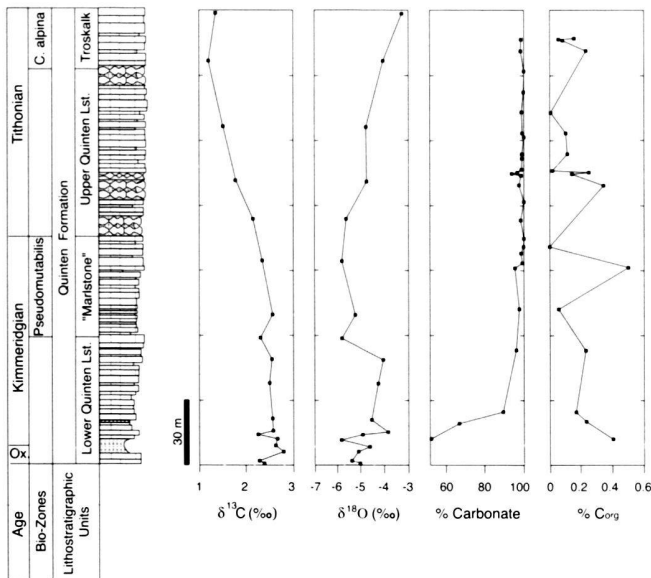 Tithonian
Kimmeridgian
Ox.
Age
C. alpina
Pseudomutabilis
Bio-Zones
Quinten Formation
Troskalk
Upper Quinten Lst.
"Marlstone"
Lower Quinten Lst.
Lithostratigraphic
Units
30 m
1 2 3
δ13C (‰)
-7 -6 -5 -4 -3
δ18O (‰)
60 80 100
% Carbonate
0 0.2 0.4 0.6
% Corg